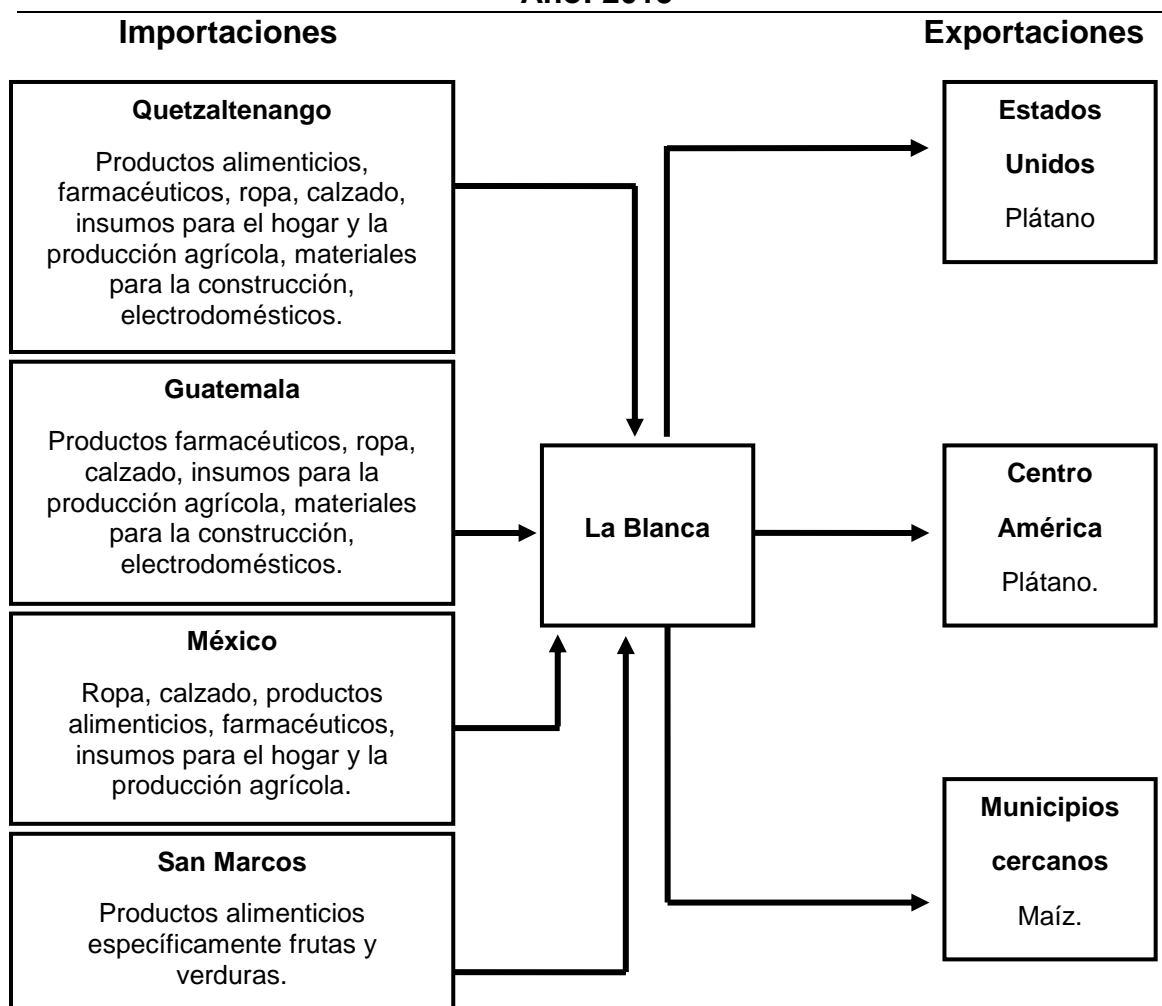 Importaciones
Exportaciones
Quetzaltenango
Productos alimenticios,
farmacéuticos, ropa, calzado,
insumos para el hogar y la
producción agrícola, materiales
para la construcción,
electrodomésticos.
Guatemala
Productos farmacéuticos, ropa,
calzado, insumos para la
producción agrícola, materiales
para la construcción,
electrodomésticos.
México
Ropa, calzado, productos
alimenticios, farmacéuticos,
insumos para el hogar y la
producción agrícola.
San Marcos
Productos alimenticios
específicamente frutas y
verduras.
La Blanca
Estados
Unidos
Plátano
Centro
América
Plátano.
Municipios
cercanos
Maíz.